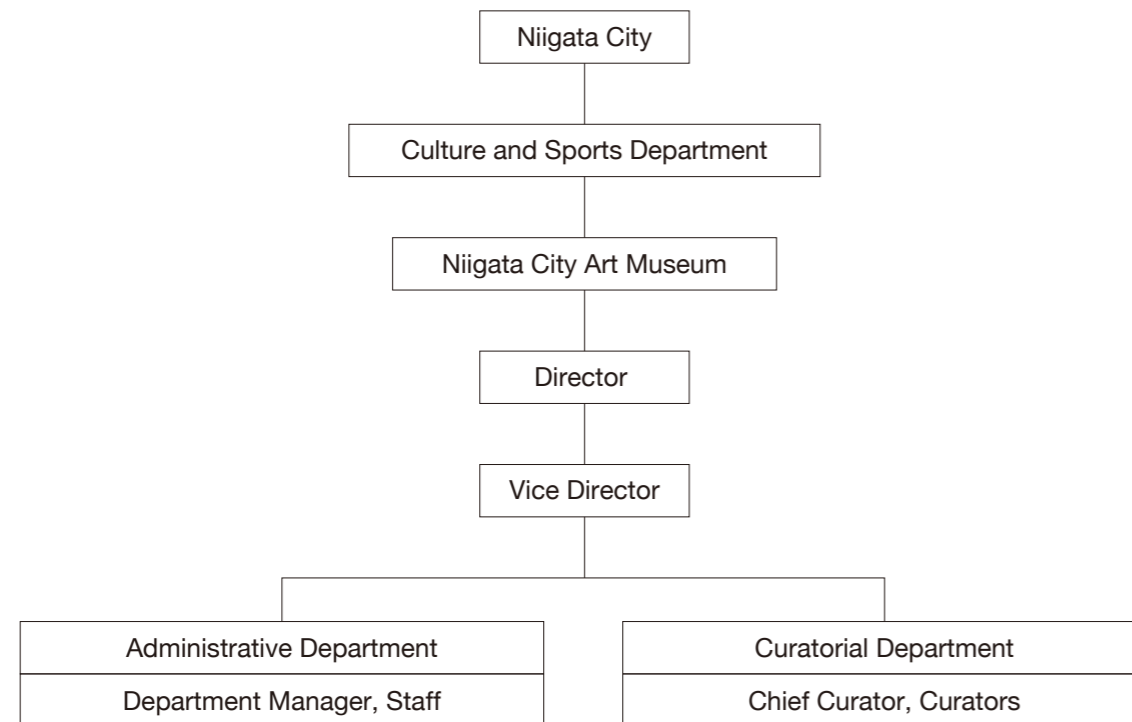 Niigata City
Culture and Sports Department
Niigata City Art Museum
Director
Vice Director
Administrative Department
Department Manager, Staff
Curatorial Department
Chief Curator, Curators